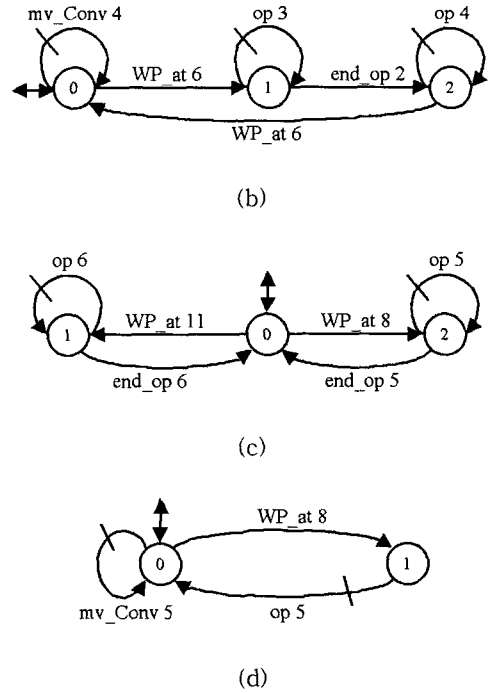 mv_Conv 4 op 3 op 4
0 WP_at 6 1 end_op 2 2
WP_at 6
(b)
op 6 op 5
1 WP_at 11 0 WP_at 8 2
end_op 6 end_op 5
(c)
WP_at 8
0 1
mv_Conv 5 op 5
(d)